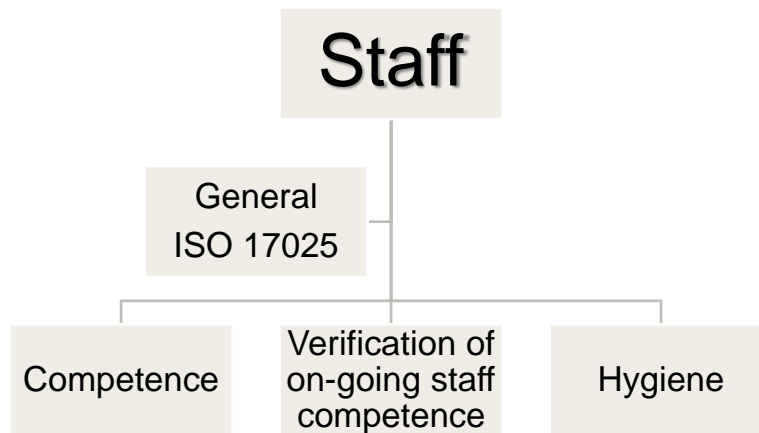 Staff
General
ISO 17025
Competence
Verification of
on-going staff
competence
Hygiene